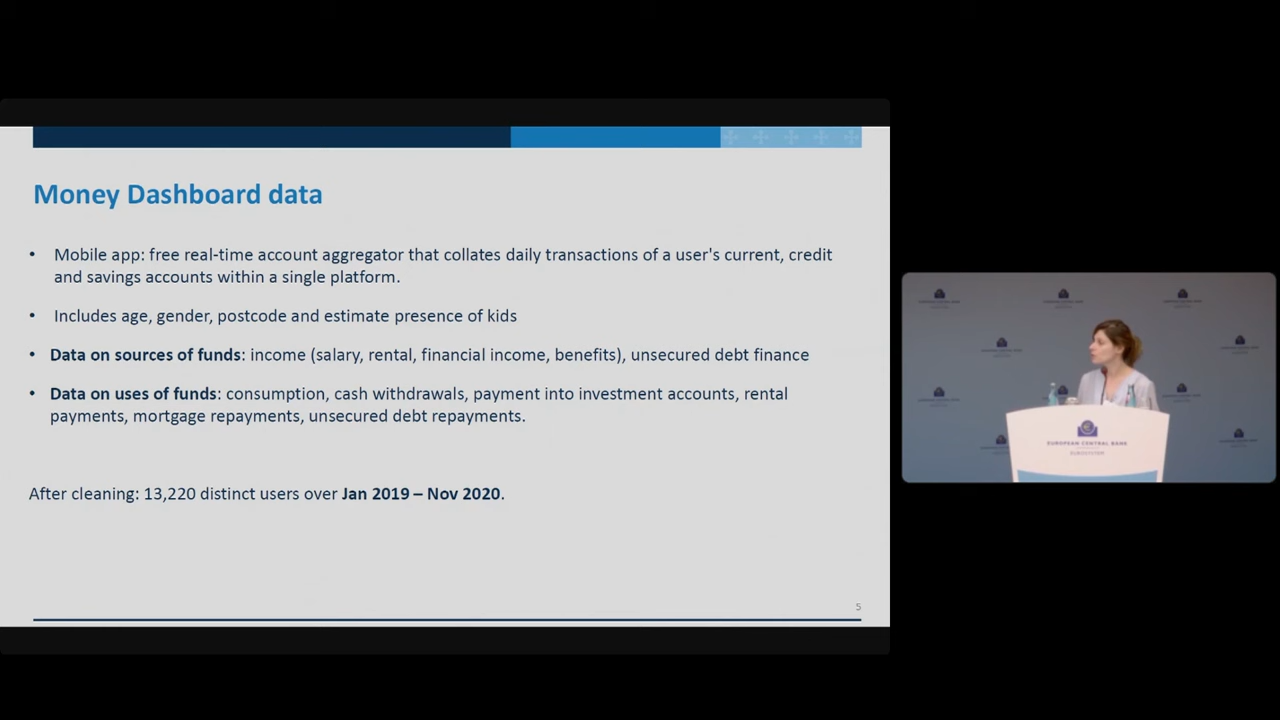 Money Dashboard data
• Mobile app: free real-time account aggregator that collates daily transactions of a user's current, credit
and savings accounts within a single platform.
• Includes age, gender, postcode and estimate presence of kids
• Data on sources of funds: income (salary, rental, financial income, benefits), unsecured debt finance
• Data on uses of funds: consumption, cash withdrawals, payment into investment accounts, rental
payments, mortgage repayments, unsecured debt repayments.
After cleaning: 13,220 distinct users over Jan 2019 – Nov 2020.
5
EUROPEAN CENTRAL BANK
EUROSYSTEM